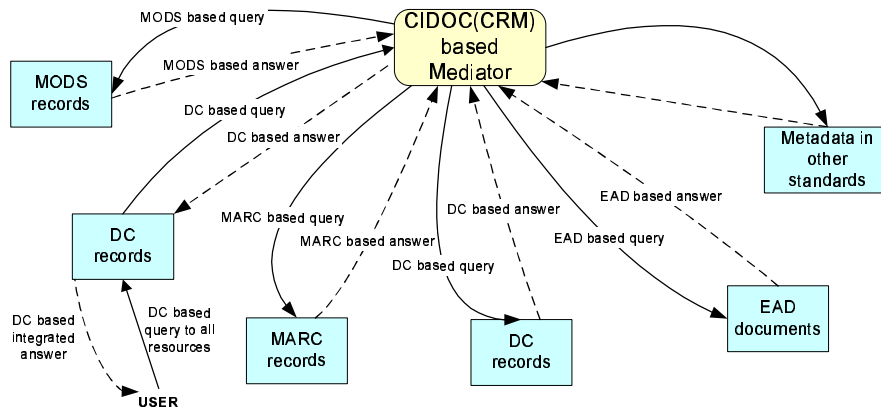 MODS based query
CIDOC(CRM)
based
Mediator
MODS
records
MODS based answer
DC based query
DC based answer
Metadata in
other
standards
EAD based answer
MARC based query
DC based answer
MARC based answer
EAD based query
DC based query
DC
records
DC based
integrated
answer
DC based
query to all
resources
MARC
records
DC
records
EAD
documents
USER